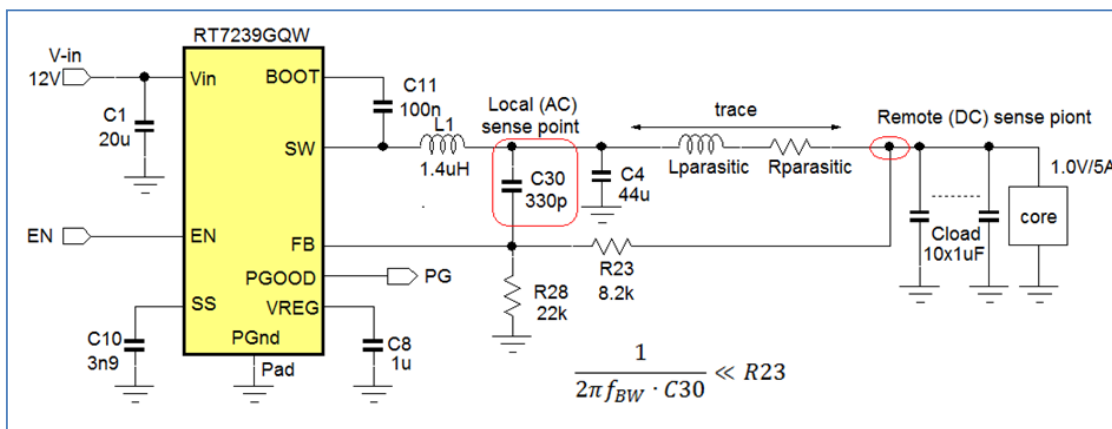 RT7239GQW
V-in
12V
Vin
BOOT
C11
100n
C1
20u
SW
L1
1.4uH
Local (AC)
sense point
C30
330p
C4
44u
trace
Lparasitic
Rparasitic
Remote (DC) sense piont
1.0V/5A
core
Cload
10x1uF
EN
EN
FB
R23
8.2k
PGOOD
PG
R28
22k
SS
VREG
C10
3n9
PGnd
Pad
C8
1u
1 / 2πf_BW · C30 ≪ R23